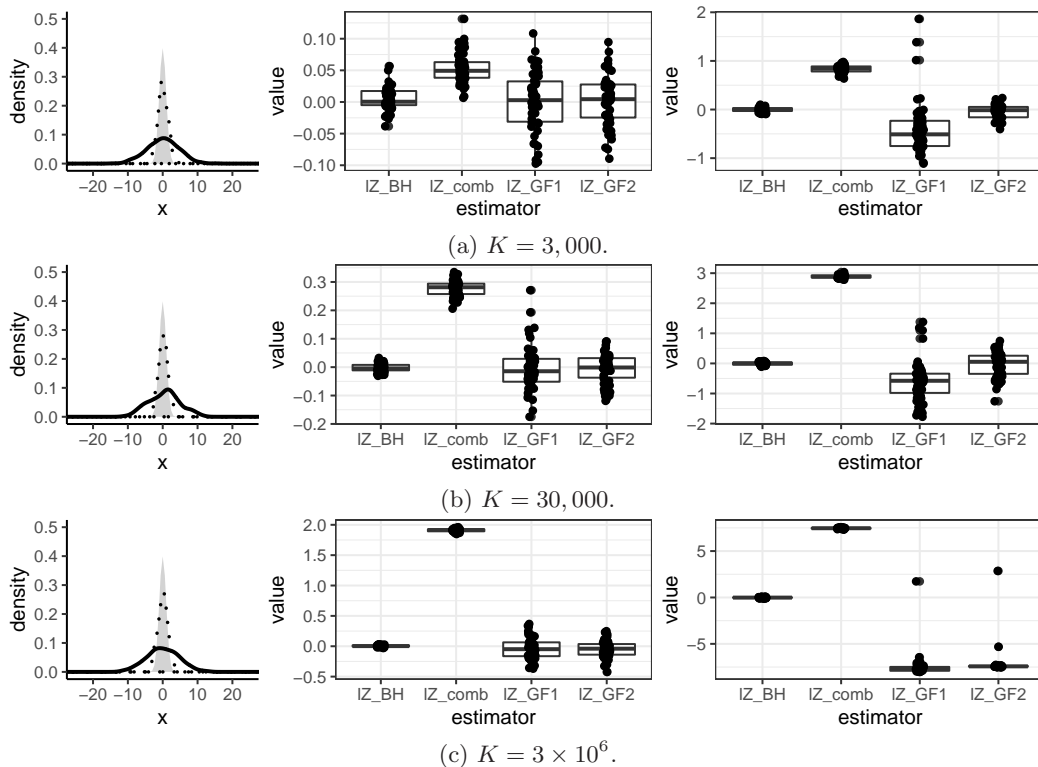 0.5
0.4
0.3
0.2
0.1
0.0
density
−20 −10 0 10 20
x
0.10
0.05
0.00
−0.05
−0.10
value
IZ_BH IZ_comb IZ_GF1 IZ_GF2
estimator
2
1
0
−1
value
IZ_BH IZ_comb IZ_GF1 IZ_GF2
estimator
(a) K = 3,000.
0.5
0.4
0.3
0.2
0.1
0.0
density
−20 −10 0 10 20
x
0.3
0.2
0.1
0.0
−0.1
−0.2
value
IZ_BH IZ_comb IZ_GF1 IZ_GF2
estimator
3
2
1
0
−1
−2
value
IZ_BH IZ_comb IZ_GF1 IZ_GF2
estimator
(b) K = 30,000.
0.5
0.4
0.3
0.2
0.1
0.0
density
−20 −10 0 10 20
x
2.0
1.5
1.0
0.5
0.0
−0.5
value
IZ_BH IZ_comb IZ_GF1 IZ_GF2
estimator
5
0
−5
value
IZ_BH IZ_comb IZ_GF1 IZ_GF2
estimator
(c) K = 3 × 10⁶.